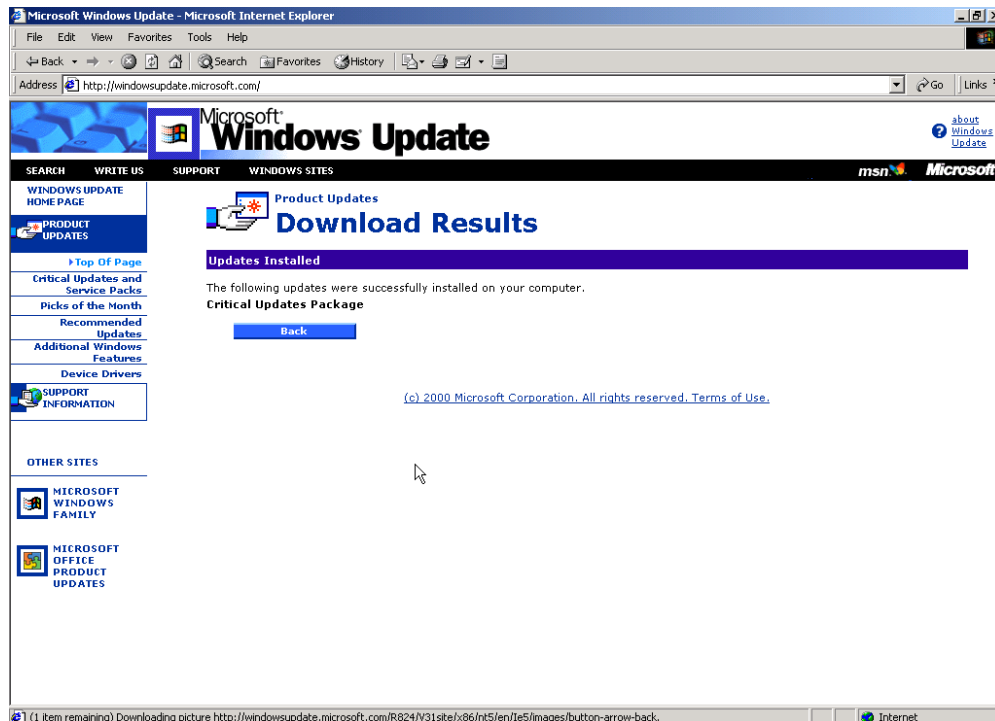 Microsoft Windows Update - Microsoft Internet Explorer
File Edit View Favorites Tools Help
Back Search Favorites History
Address http://windowsupdate.microsoft.com/ Go Links
Microsoft
Windows Update
about
Windows
Update
SEARCH WRITE US SUPPORT WINDOWS SITES msn Microsoft
WINDOWS UPDATE
HOME PAGE
PRODUCT
UPDATES
Top Of Page
Critical Updates and
Service Packs
Picks of the Month
Recommended
Updates
Additional Windows
Features
Device Drivers
SUPPORT
INFORMATION
OTHER SITES
MICROSOFT
WINDOWS
FAMILY
MICROSOFT
OFFICE
PRODUCT
UPDATES
Product Updates
Download Results
Updates Installed
The following updates were successfully installed on your computer.
Critical Updates Package
Back
(c) 2000 Microsoft Corporation. All rights reserved. Terms of Use.
(1 item remaining) Downloading picture http://windowsupdate.microsoft.com/R824/V31site/x86/nt5/en/Ie5/images/button-arrow-back. Internet